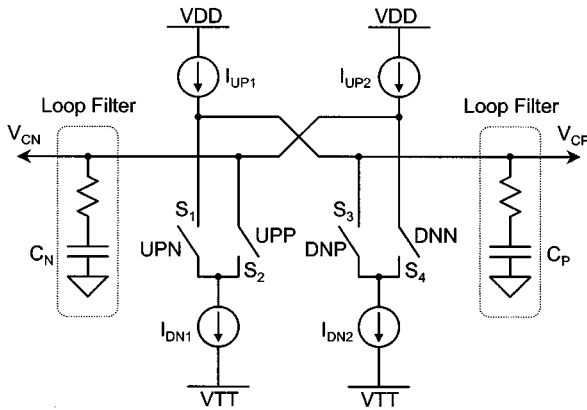 VDD
VDD
I_UP1
I_UP2
Loop Filter
Loop Filter
V_CN
V_CP
S_1
S_3
UPN
UPP
DNP
DNN
C_N
S_2
S_4
C_P
I_DN1
I_DN2
VTT
VTT